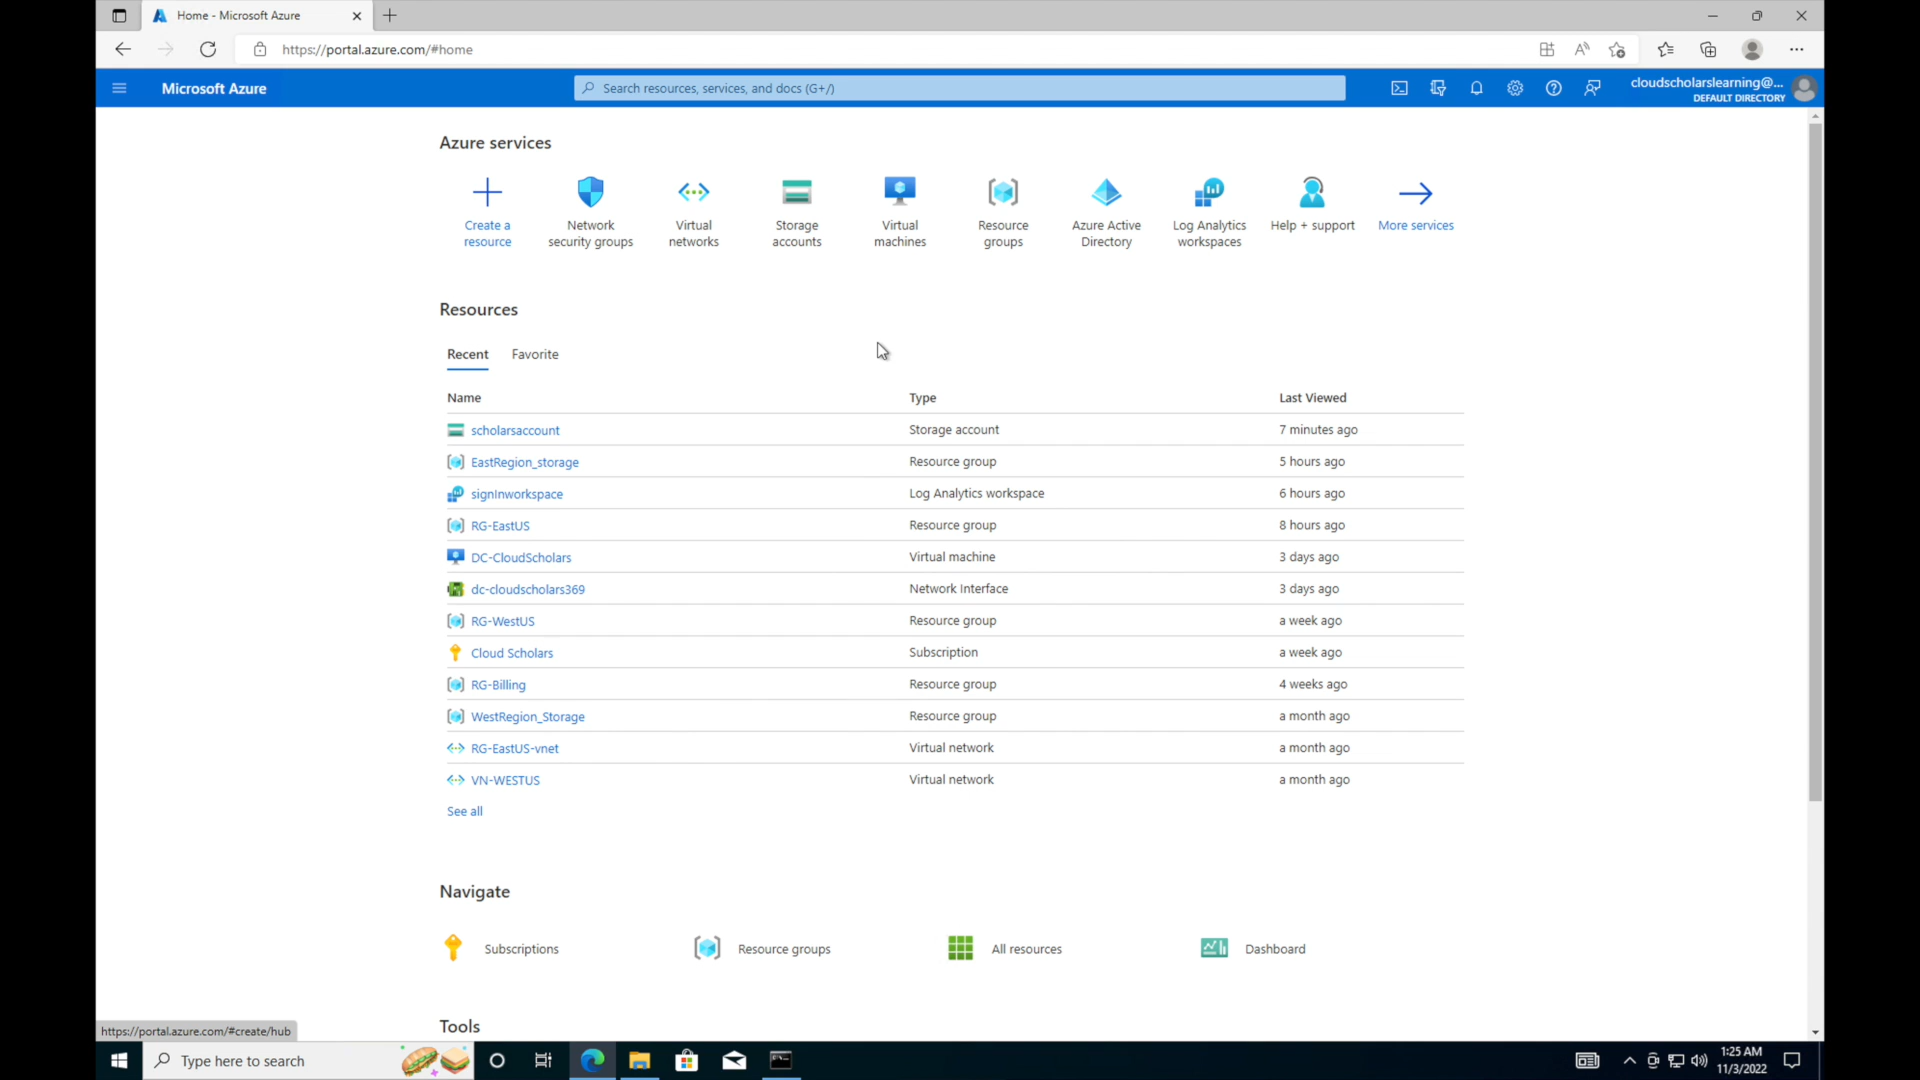 Home - Microsoft Azure
https://portal.azure.com/#home
Microsoft Azure
Search resources, services, and docs (G+/)
cloudscholarslearning@...
DEFAULT DIRECTORY
Azure services
Create a
resource
Network
security groups
Virtual
networks
Storage
accounts
Virtual
machines
Resource
groups
Azure Active
Directory
Log Analytics
workspaces
Help + support
More services
Resources
Recent Favorite
Name Type Last Viewed
scholarsaccount Storage account 7 minutes ago
EastRegion_storage Resource group 5 hours ago
signInworkspace Log Analytics workspace 6 hours ago
RG-EastUS Resource group 8 hours ago
DC-CloudScholars Virtual machine 3 days ago
dc-cloudscholars369 Network Interface 3 days ago
RG-WestUS Resource group a week ago
Cloud Scholars Subscription a week ago
RG-Billing Resource group 4 weeks ago
WestRegion_Storage Resource group a month ago
RG-EastUS-vnet Virtual network a month ago
VN-WESTUS Virtual network a month ago
See all
Navigate
Subscriptions Resource groups All resources Dashboard
Tools
https://portal.azure.com/#create/hub
Type here to search
1:25 AM
11/3/2022